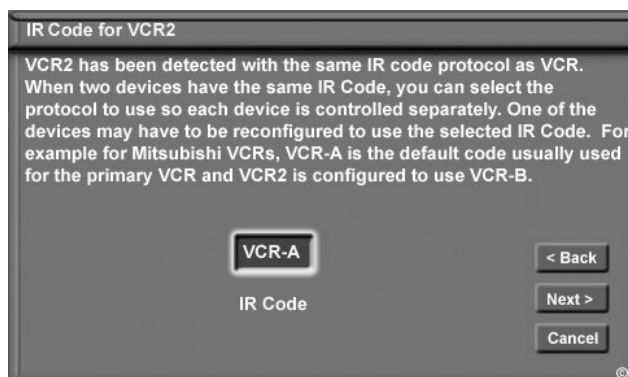 IR Code for VCR2
VCR2 has been detected with the same IR code protocol as VCR.
When two devices have the same IR Code, you can select the
protocol to use so each device is controlled separately. One of the
devices may have to be reconfigured to use the selected IR Code. For
example for Mitsubishi VCRs, VCR-A is the default code usually used
for the primary VCR and VCR2 is configured to use VCR-B.
VCR-A
< Back
IR Code
Next >
Cancel
©